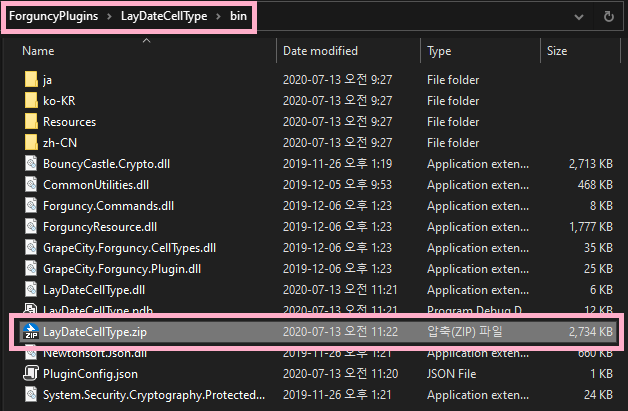 ForguncyPlugins > LayDateCellType > bin
Name Date Type Size
ja 2020-07-13 오전 9:27 File folder
ko-KR 2020-07-13 오전 9:27 File folder
Resources 2020-07-13 오전 9:27 File folder
zh-CN 2020-07-13 오전 9:27 File folder
BouncyCastle.Crypto.dll 2019-11-26 오후 1:19 Application exten... 2,713 KB
CommonUtilities.dll 2019-12-05 오후 9:53 Application exten... 468 KB
Forguncy.Commands.dll 2019-12-06 오후 1:23 Application exten... 8 KB
ForguncyResource.dll 2019-12-06 오후 1:23 Application exten... 1,777 KB
GrapeCity.Forguncy.CellTypes.dll 2019-12-06 오후 1:23 Application exten... 35 KB
GrapeCity.Forguncy.Plugin.dll 2019-12-06 오후 1:23 Application exten... 25 KB
LayDateCellType.dll 2020-07-13 오전 11:21 Application exten... 6 KB
LayDateCellType.pdb 2020-07-13 오전 11:21 Program Debug D... 12 KB
ZIP LayDateCellType.zip 2020-07-13 오전 11:22 압축(ZIP) 파일 2,734 KB
Newtonsoft.Json.dll 2019-11-26 오후 1:21 Application exten... 660 KB
PluginConfig.json 2020-07-13 오전 11:20 JSON File 1 KB
System.Security.Cryptography.Protected... 2019-11-26 오후 1:21 Application exten... 24 KB